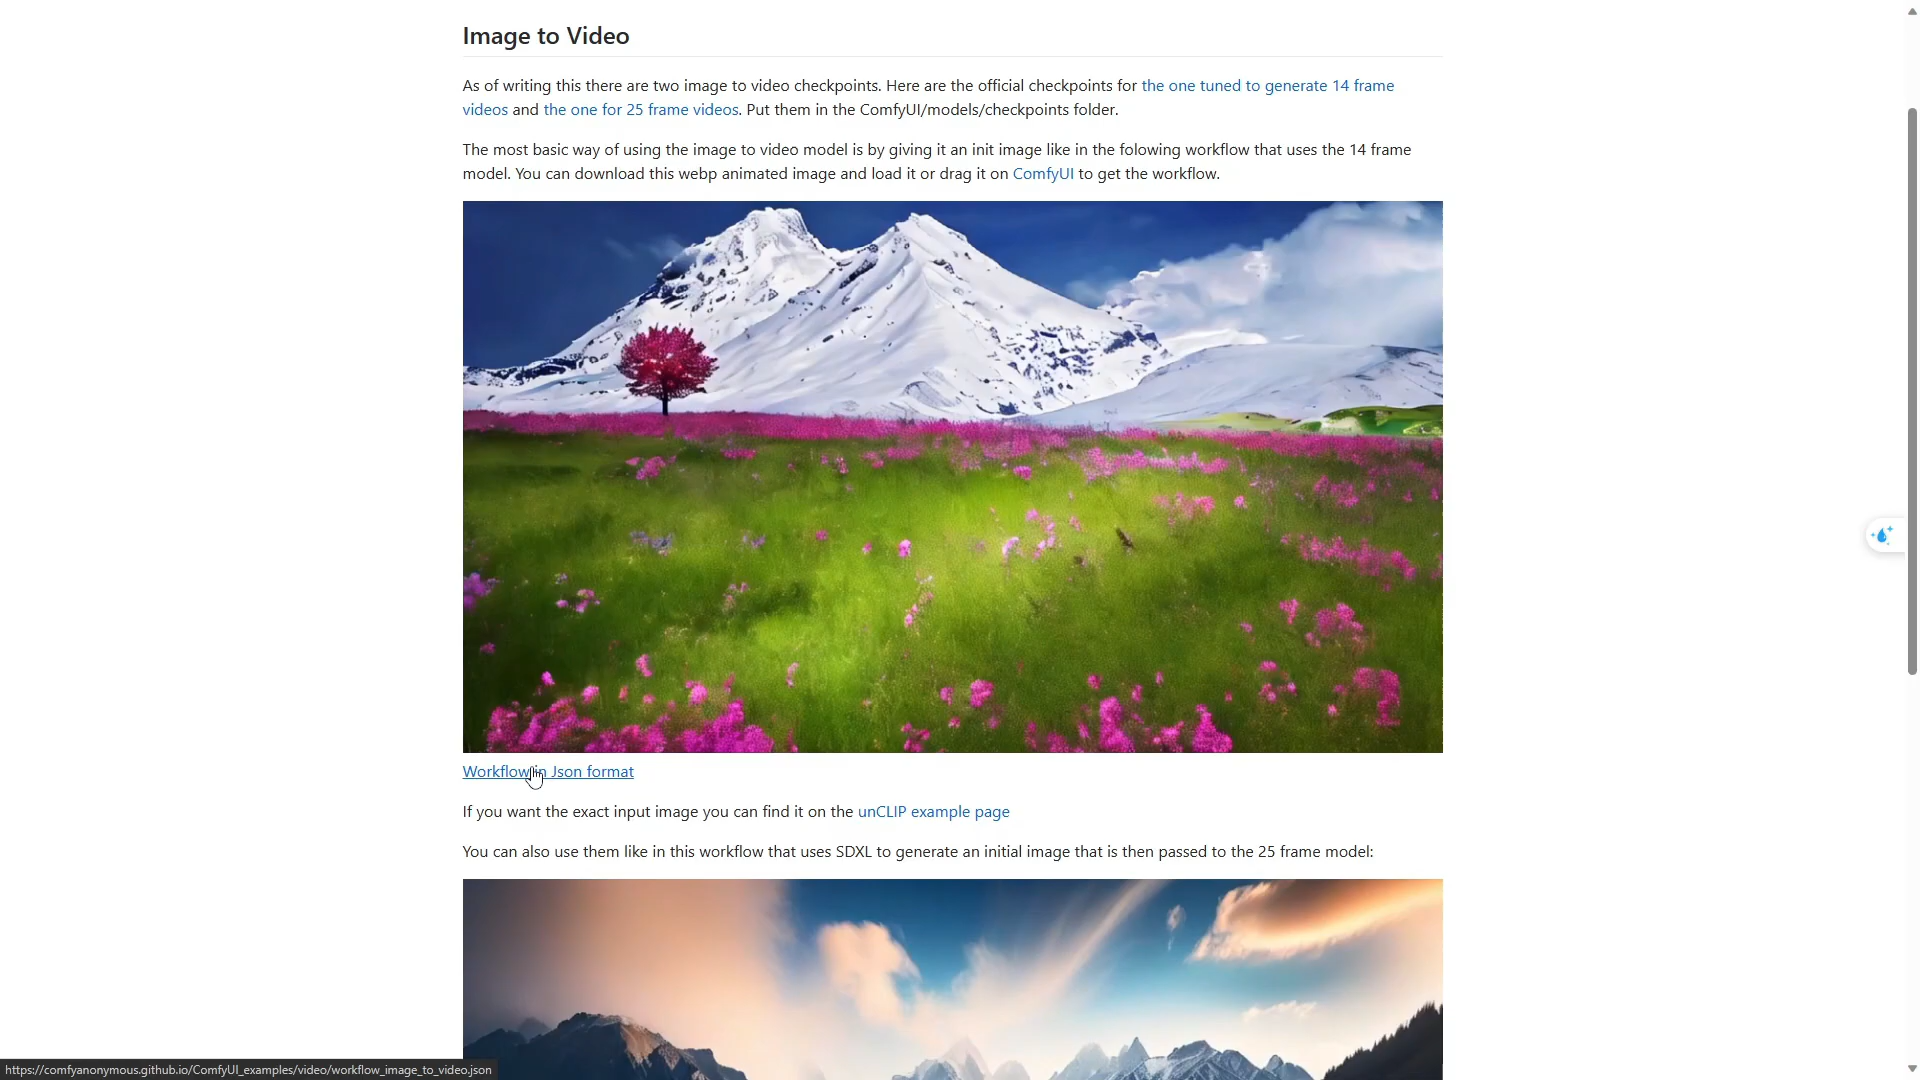 Image to Video
As of writing this there are two image to video checkpoints. Here are the official checkpoints for the one tuned to generate 14 frame
videos and the one for 25 frame videos. Put them in the ComfyUI/models/checkpoints folder.
The most basic way of using the image to video model is by giving it an init image like in the folowing workflow that uses the 14 frame
model. You can download this webp animated image and load it or drag it on ComfyUI to get the workflow.
Workflow in Json format
If you want the exact input image you can find it on the unCLIP example page
You can also use them like in this workflow that uses SDXL to generate an initial image that is then passed to the 25 frame model:
https://comfyanonymous.github.io/ComfyUI_examples/video/workflow_image_to_video.json